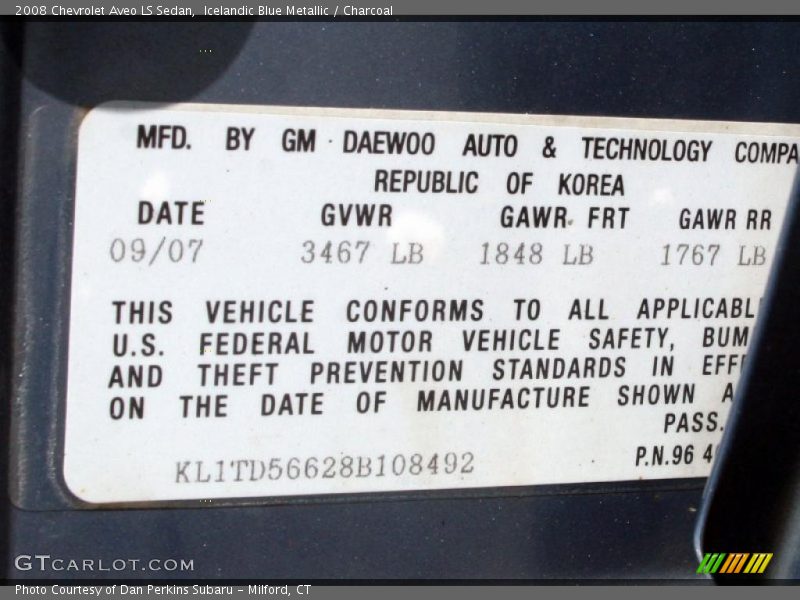 2008 Chevrolet Aveo LS Sedan, Icelandic Blue Metallic / Charcoal
MFD. BY GM DAEWOO AUTO & TECHNOLOGY COMPA
REPUBLIC OF KOREA
DATE GVWR GAWR FRT GAWR RR
09/07 3467 LB 1848 LB 1767 LB
THIS VEHICLE CONFORMS TO ALL APPLICABL
U.S. FEDERAL MOTOR VEHICLE SAFETY, BUM
AND THEFT PREVENTION STANDARDS IN EFF
ON THE DATE OF MANUFACTURE SHOWN A
PASS.
KL1TD56628B108492 P.N.96 4
GTCARLOT.COM
Photo Courtesy of Dan Perkins Subaru - Milford, CT